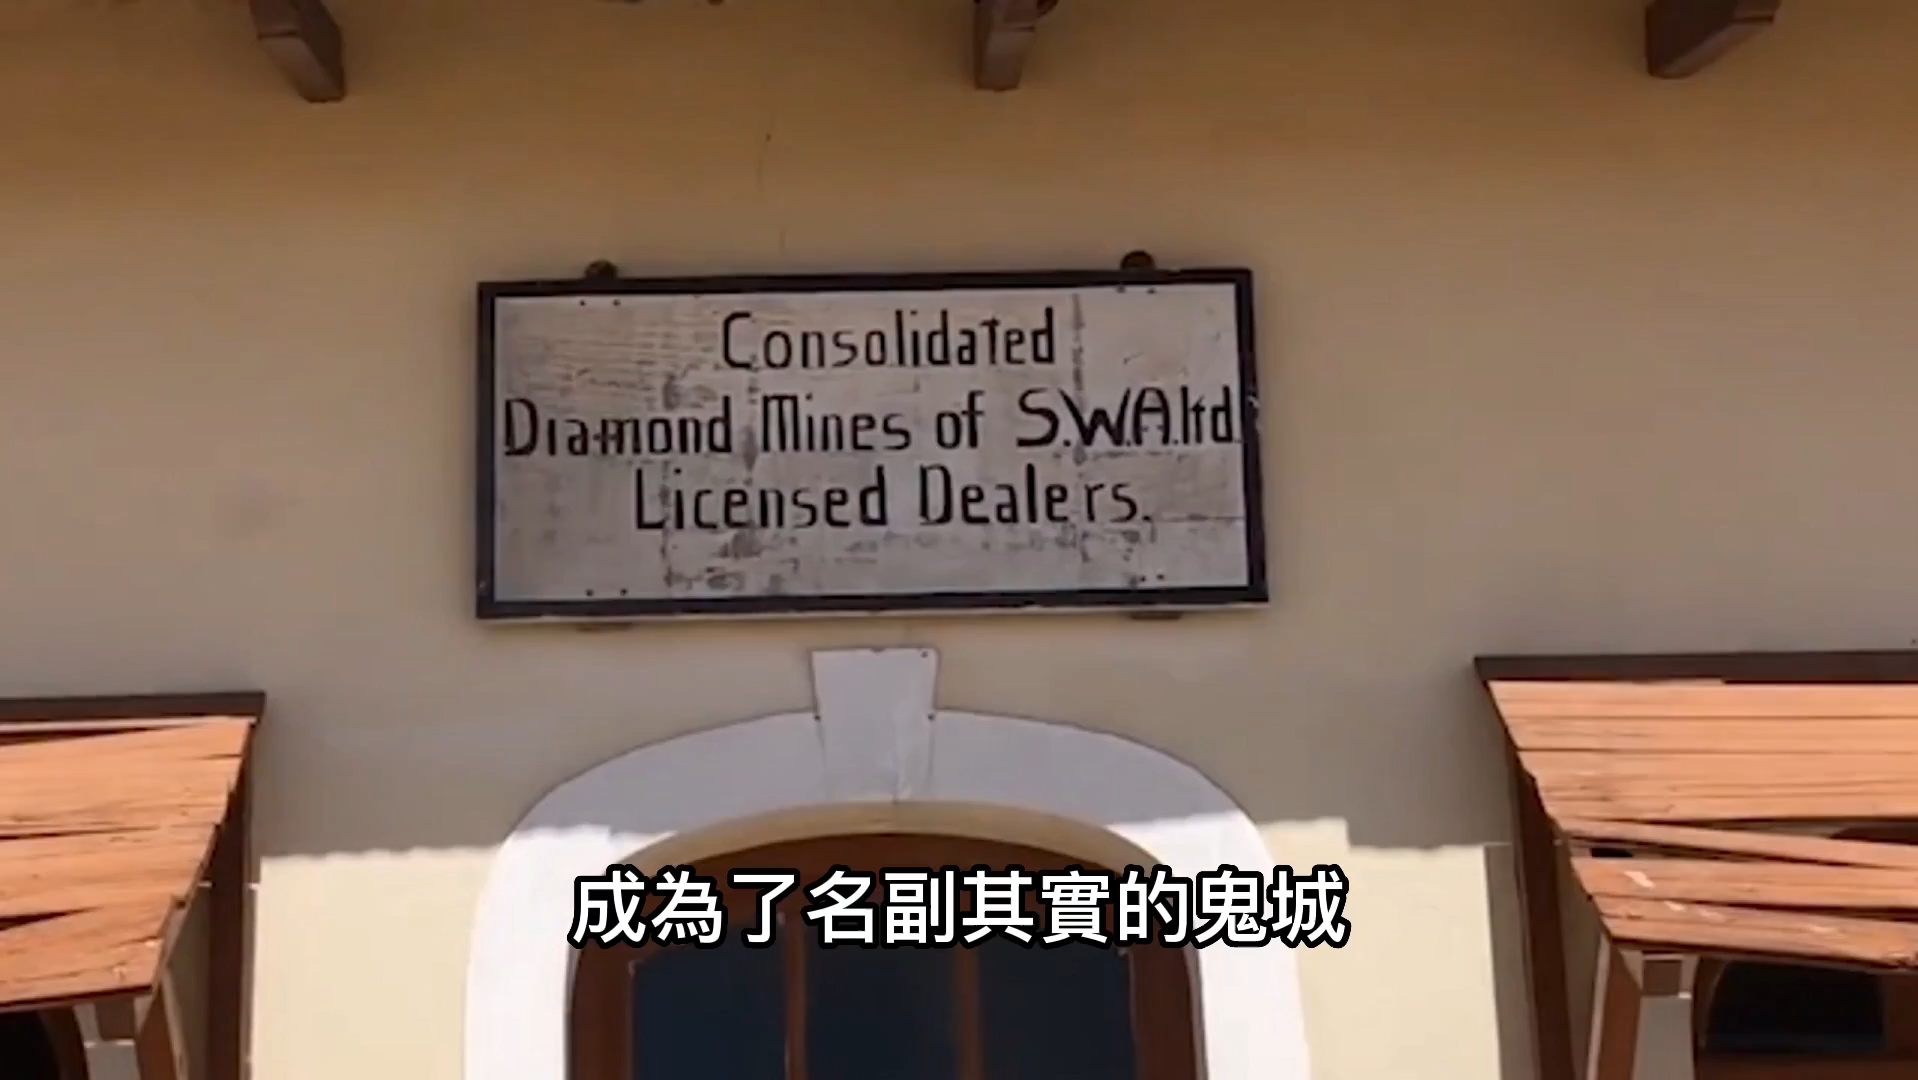 Consolidated
Diamond Mines of S.W.A.ltd.
Licensed Dealers.
成為了名副其實的鬼城